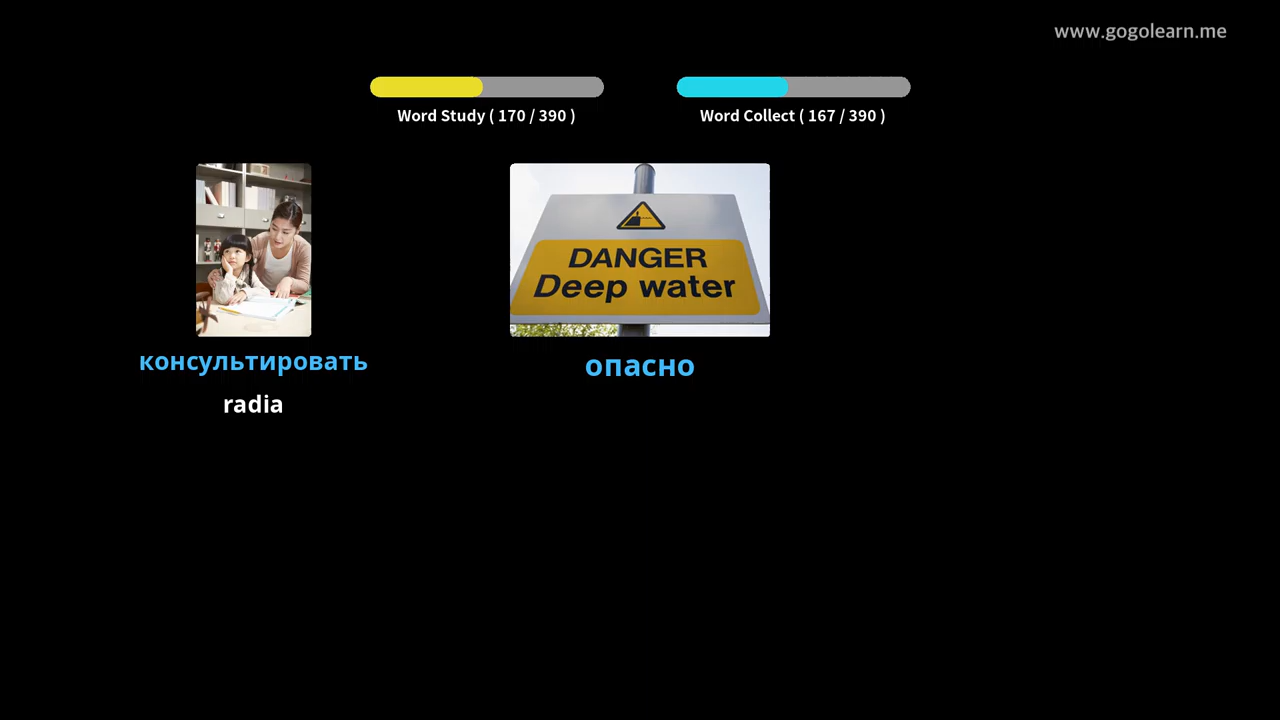 www.gogolearn.me
Word Study ( 170 / 390 )
Word Collect ( 167 / 390 )
DANGER
Deep water
консультировать
опасно
radia